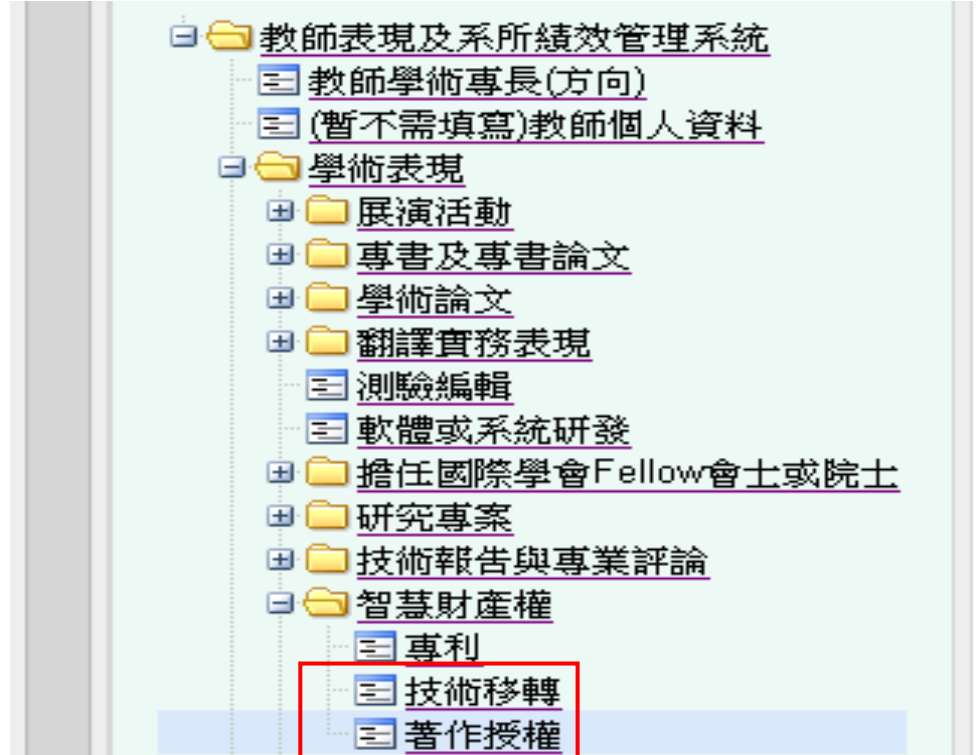 教師表現及系所績效管理系統
教師學術專長(方向)
(暫不需填寫)教師個人資料
學術表現
展演活動
專書及專書論文
學術論文
翻譯實務表現
測驗編輯
軟體或系統研發
擔任國際學會Fellow會士或院士
研究專案
技術報告與專業評論
智慧財產權
專利
技術移轉
著作授權